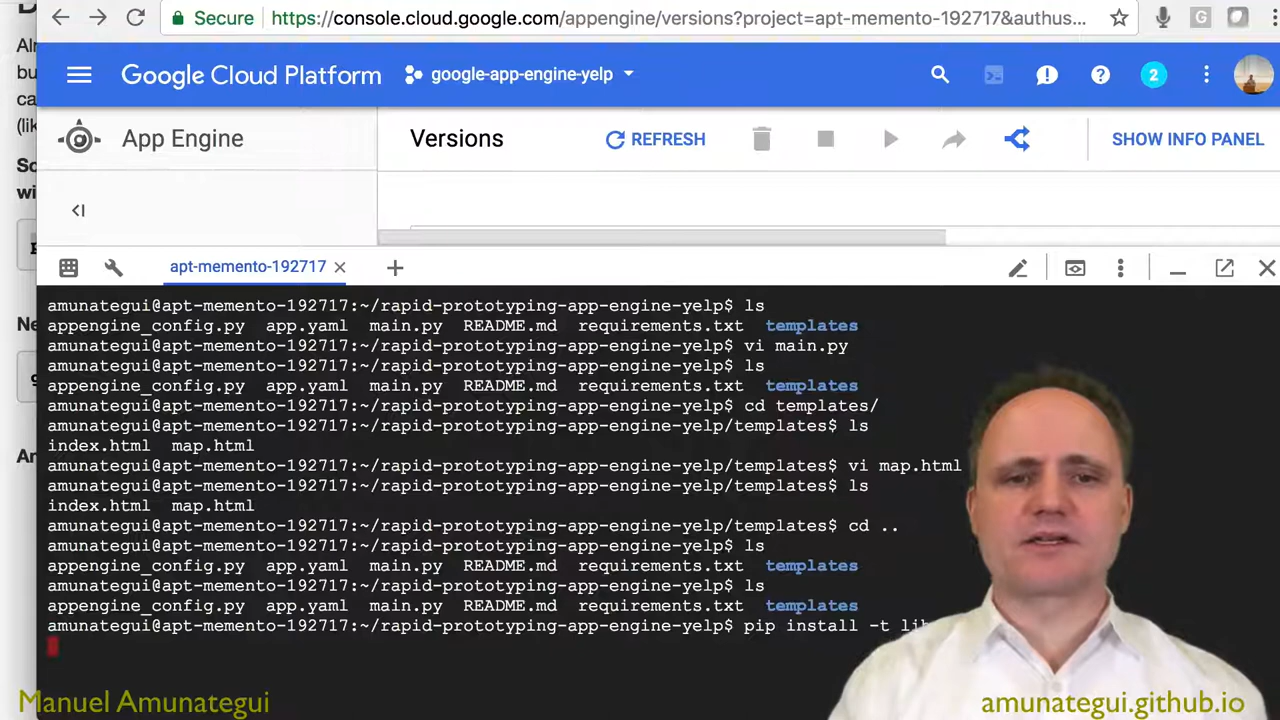 Secure https://console.cloud.google.com/appengine/versions?project=apt-memento-192717&authus...
Google Cloud Platform google-app-engine-yelp 2
App Engine Versions REFRESH SHOW INFO PANEL
apt-memento-192717
amunategui@apt-memento-192717:~/rapid-prototyping-app-engine-yelp$ ls
appengine_config.py app.yaml main.py README.md requirements.txt templates
amunategui@apt-memento-192717:~/rapid-prototyping-app-engine-yelp$ vi main.py
amunategui@apt-memento-192717:~/rapid-prototyping-app-engine-yelp$ ls
appengine_config.py app.yaml main.py README.md requirements.txt templates
amunategui@apt-memento-192717:~/rapid-prototyping-app-engine-yelp$ cd templates/
amunategui@apt-memento-192717:~/rapid-prototyping-app-engine-yelp/templates$ ls
index.html map.html
amunategui@apt-memento-192717:~/rapid-prototyping-app-engine-yelp/templates$ vi map.html
amunategui@apt-memento-192717:~/rapid-prototyping-app-engine-yelp/templates$ ls
index.html map.html
amunategui@apt-memento-192717:~/rapid-prototyping-app-engine-yelp/templates$ cd ..
amunategui@apt-memento-192717:~/rapid-prototyping-app-engine-yelp$ ls
appengine_config.py app.yaml main.py README.md requirements.txt templates
amunategui@apt-memento-192717:~/rapid-prototyping-app-engine-yelp$ ls
appengine_config.py app.yaml main.py README.md requirements.txt templates
amunategui@apt-memento-192717:~/rapid-prototyping-app-engine-yelp$ pip install -t lib
Manuel Amunategui
amunategui.github.io